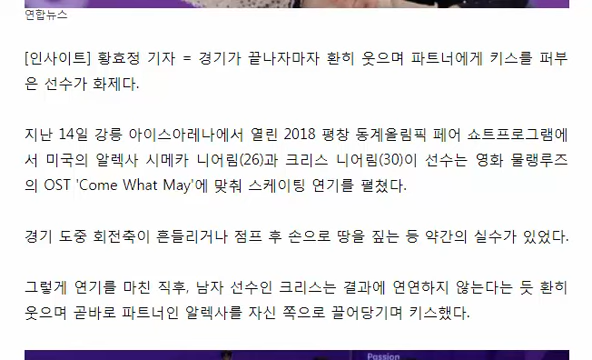 연합뉴스
[인사이트] 황효정 기자 = 경기가 끝나자마자 환히 웃으며 파트너에게 키스를 퍼부
은 선수가 화제다.
지난 14일 강릉 아이스아레나에서 열린 2018 평창 동계올림픽 페어 쇼트프로그램에
서 미국의 알렉사 시메카 니어림(26)과 크리스 니어림(30)이 선수는 영화 물랭루즈
의 OST 'Come What May'에 맞춰 스케이팅 연기를 펼쳤다.
경기 도중 회전축이 흔들리거나 점프 후 손으로 땅을 짚는 등 약간의 실수가 있었다.
그렇게 연기를 마친 직후, 남자 선수인 크리스는 결과에 연연하지 않는다는 듯 환히
웃으며 곧바로 파트너인 알렉사를 자신 쪽으로 끌어당기며 키스했다.
Passion